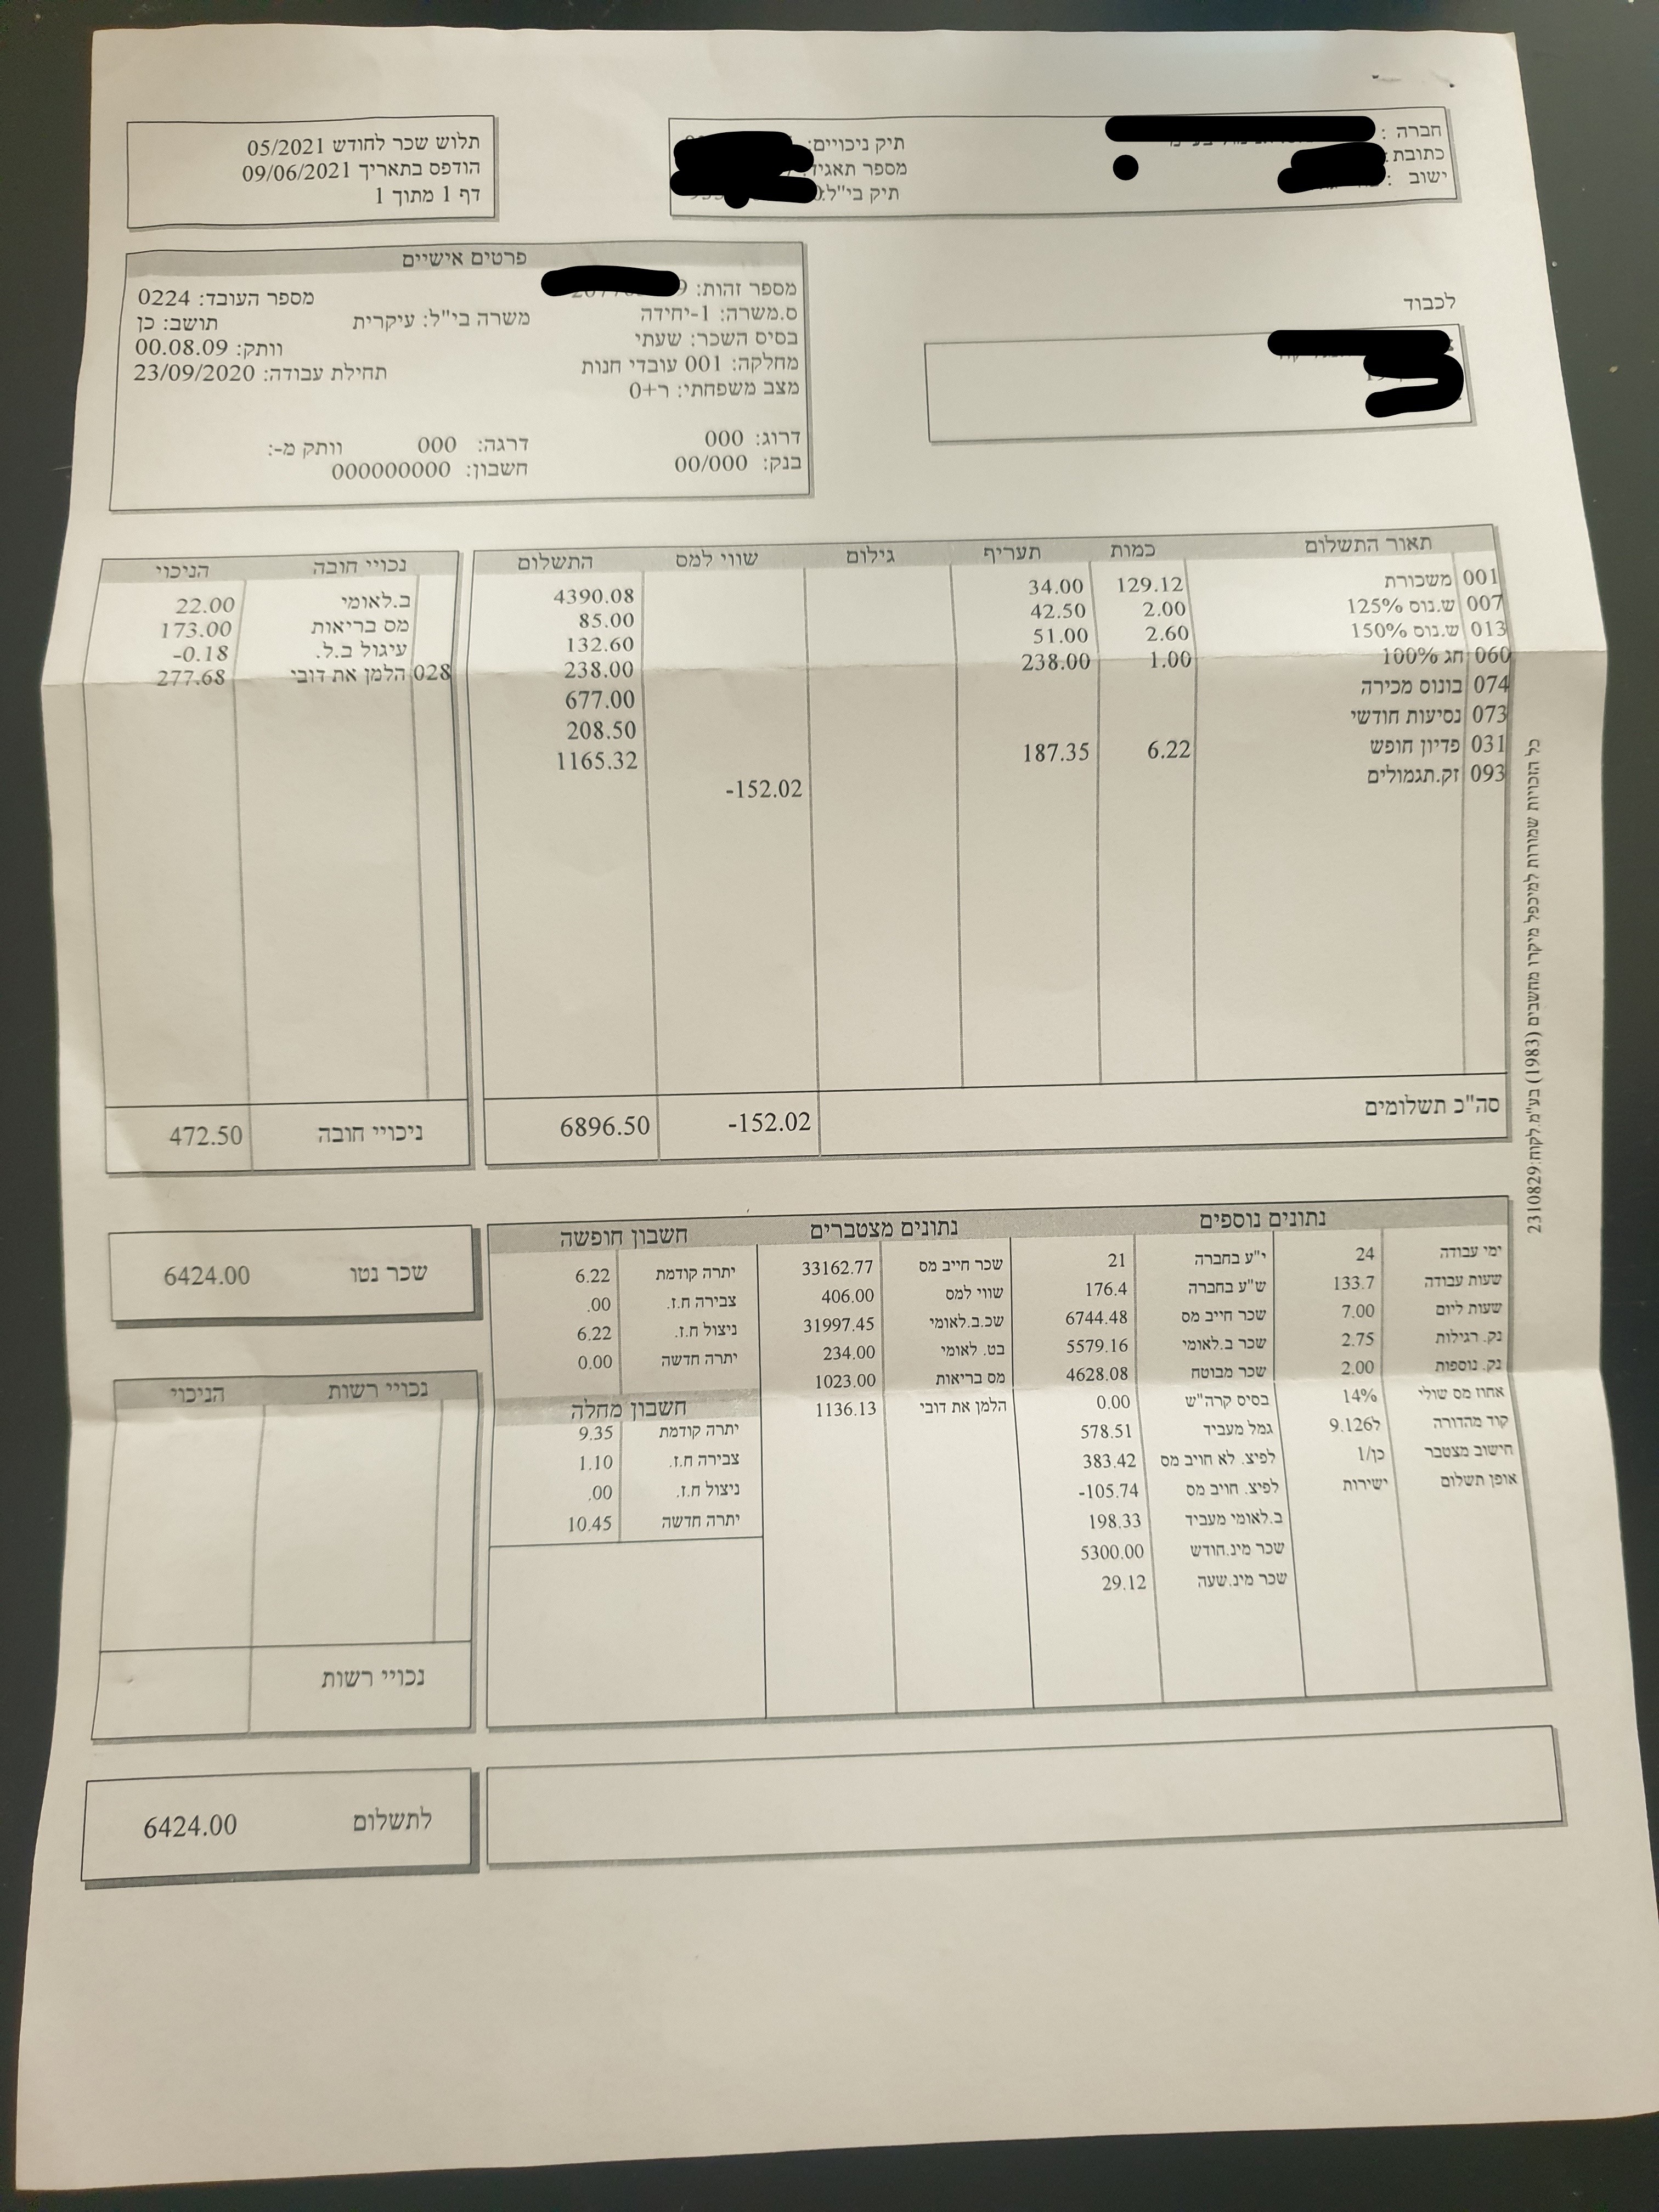 חברה :
כתובת:
ישוב :
תיק ניכויים:
מספר תאגיד:
תיק בי"ל:
תלוש שכר לחודש 05/2021
הודפס בתאריך 09/06/2021
דף 1 מתוך 1
לכבוד
פרטים אישיים
מספר זהות: מספר העובד: 0224
ס.משרה: 1-יחידה משרה בי"ל: עיקרית תושב: כן
בסיס השכר: שעתי וותק: 00.08.09
מחלקה: 001 עובדי חנות תחילת עבודה: 23/09/2020
מצב משפחתי: ר+0
דרוג: 000 דרגה: 000 וותק מ-:
בנק: 00/000 חשבון: 000000000
תאור התשלום כמות תעריף גילום שווי למס התשלום
001 משכורת 129.12 34.00 4390.08
007 ש.נוס 125% 2.00 42.50 85.00
013 ש.נוס 150% 2.60 51.00 132.60
060 חג 100% 1.00 238.00 238.00
074 בונוס מכירה 677.00
073 נסיעות חודשי 208.50
031 פדיון חופש 6.22 187.35 1165.32
093 זק.תגמולים -152.02
סה"כ תשלומים -152.02 6896.50
נכויי חובה הניכוי
ב.לאומי 22.00
מס בריאות 173.00
עיגול ב.ל. -0.18
028 הלמן את דובי 277.68
ניכויי חובה 472.50
כל הזכויות שמורות למיכפל מיקרו מחשבים (1983) בע"מ.לקוח:2310829
נתונים נוספים
ימי עבודה 24
שעות עבודה 133.7
שעות ליום 7.00
נק. רגילות 2.75
נק. נוספות 2.00
אחוז מס שולי 14%
קוד מהדורה 9.126ל
חישוב מצטבר כן/1
אופן תשלום ישירות
י"ע בחברה 21
ש"ע בחברה 176.4
שכר חייב מס 6744.48
שכר ב.לאומי 5579.16
שכר מבוטח 4628.08
בסיס קרה"ש 0.00
גמל מעביד 578.51
לפיצ. לא חויב מס 383.42
לפיצ. חויב מס -105.74
ב.לאומי מעביד 198.33
שכר מינ.חודש 5300.00
שכר מינ.שעה 29.12
נתונים מצטברים
שכר חייב מס 33162.77
שווי למס 406.00
שכ.ב.לאומי 31997.45
בט. לאומי 234.00
מס בריאות 1023.00
הלמן את דובי 1136.13
חשבון חופשה
יתרה קודמת 6.22
צבירה ח.ז. .00
ניצול ח.ז. 6.22
יתרה חדשה 0.00
חשבון מחלה
יתרה קודמת 9.35
צבירה ח.ז. 1.10
ניצול ח.ז. .00
יתרה חדשה 10.45
שכר נטו 6424.00
נכויי רשות הניכוי
נכויי רשות
לתשלום 6424.00